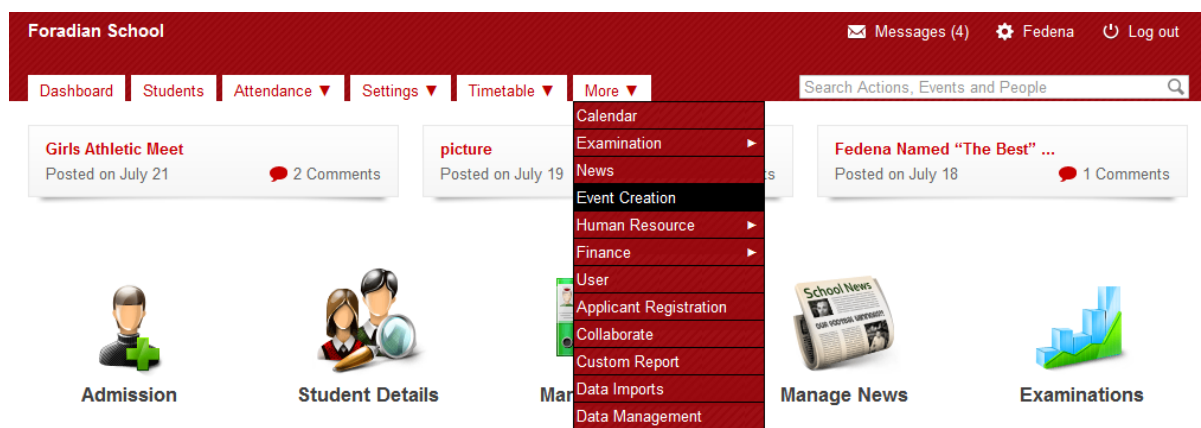 Foradian School
Messages (4) Fedena Log out
Dashboard Students Attendance ▼ Settings ▼ Timetable ▼ More ▼ Search Actions, Events and People
Calendar
Examination
News
Event Creation
Human Resource
Finance
User
Applicant Registration
Collaborate
Custom Report
Data Imports
Data Management
Girls Athletic Meet
Posted on July 21 2 Comments
picture
Posted on July 19
Fedena Named “The Best” ...
Posted on July 18 1 Comments
School News
Admission Student Details Manage News Examinations